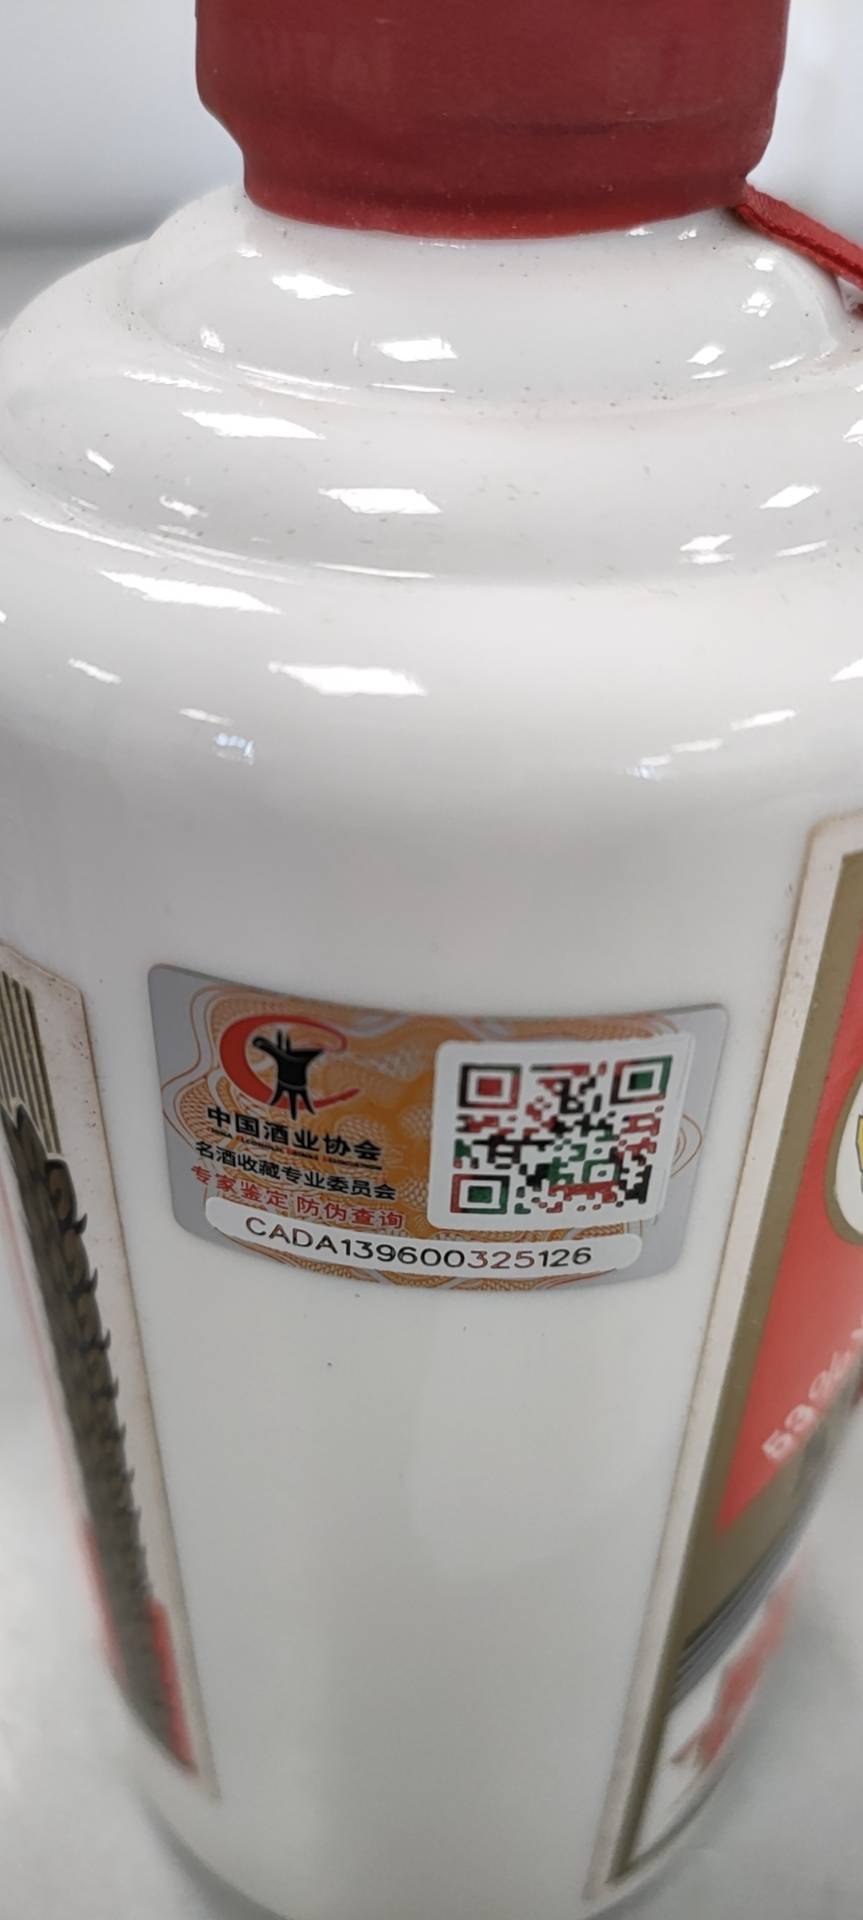 中国酒业协会
名酒收藏专业委员会
专家鉴定 防伪查询
CADA139600325126
53%